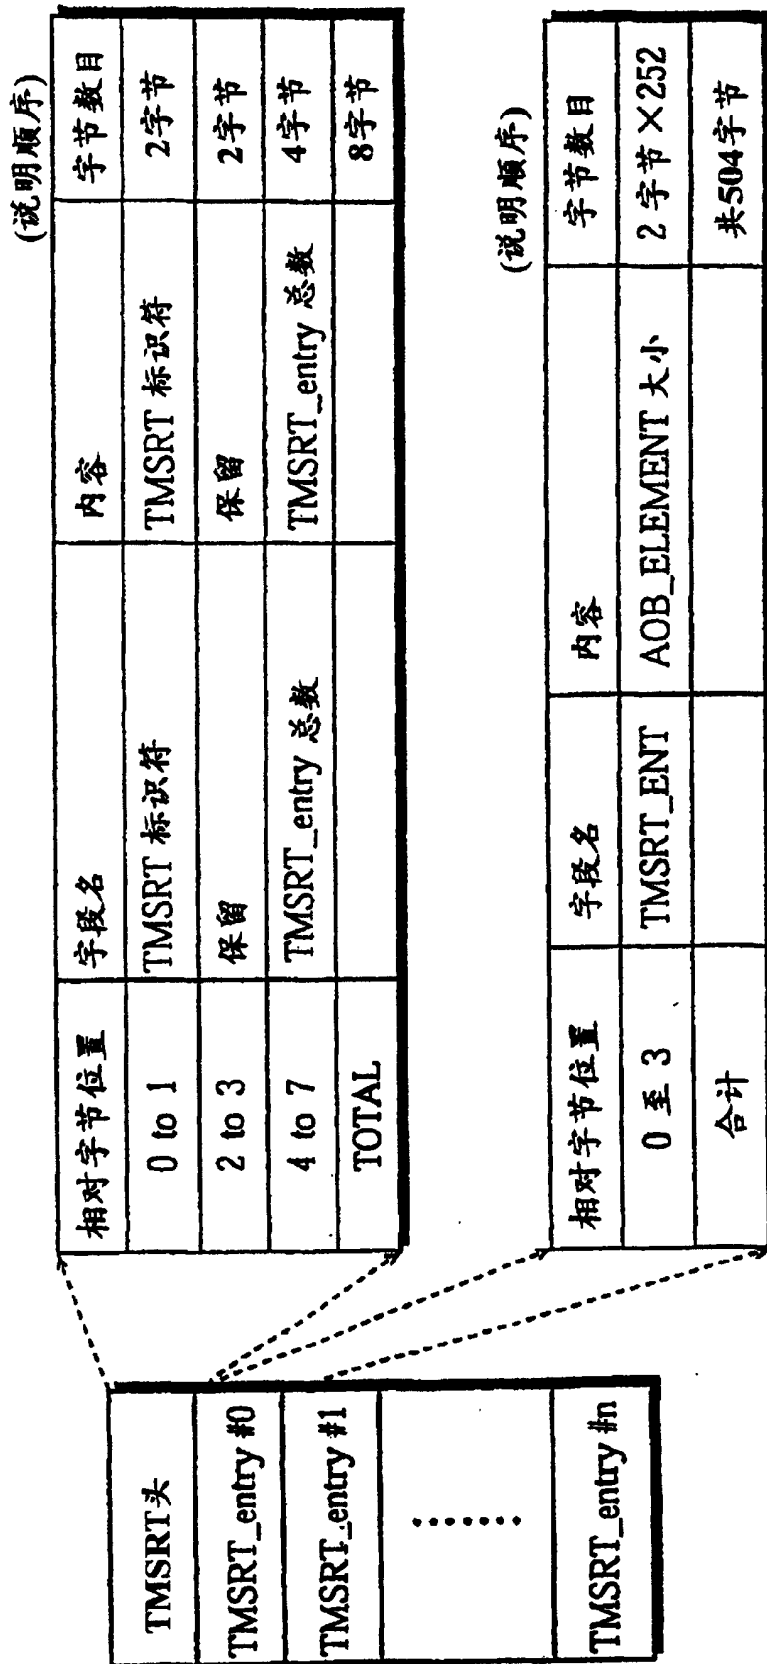 TMSRT头
TMSRT_entry #0
TMSRT_entry #1
.......
TMSRT_entry #n
(说明顺序)
相对字节位置 字段名 内容 字节数目
0 to 1 TMSRT 标识符 TMSRT 标识符 2字节
2 to 3 保留 保留 2字节
4 to 7 TMSRT_entry 总数 TMSRT_entry 总数 4字节
TOTAL 8字节
(说明顺序)
相对字节位置 字段名 内容 字节数目
0 至 3 TMSRT_ENT AOB_ELEMENT 大小 2 字节 ×252
合计 共504字节